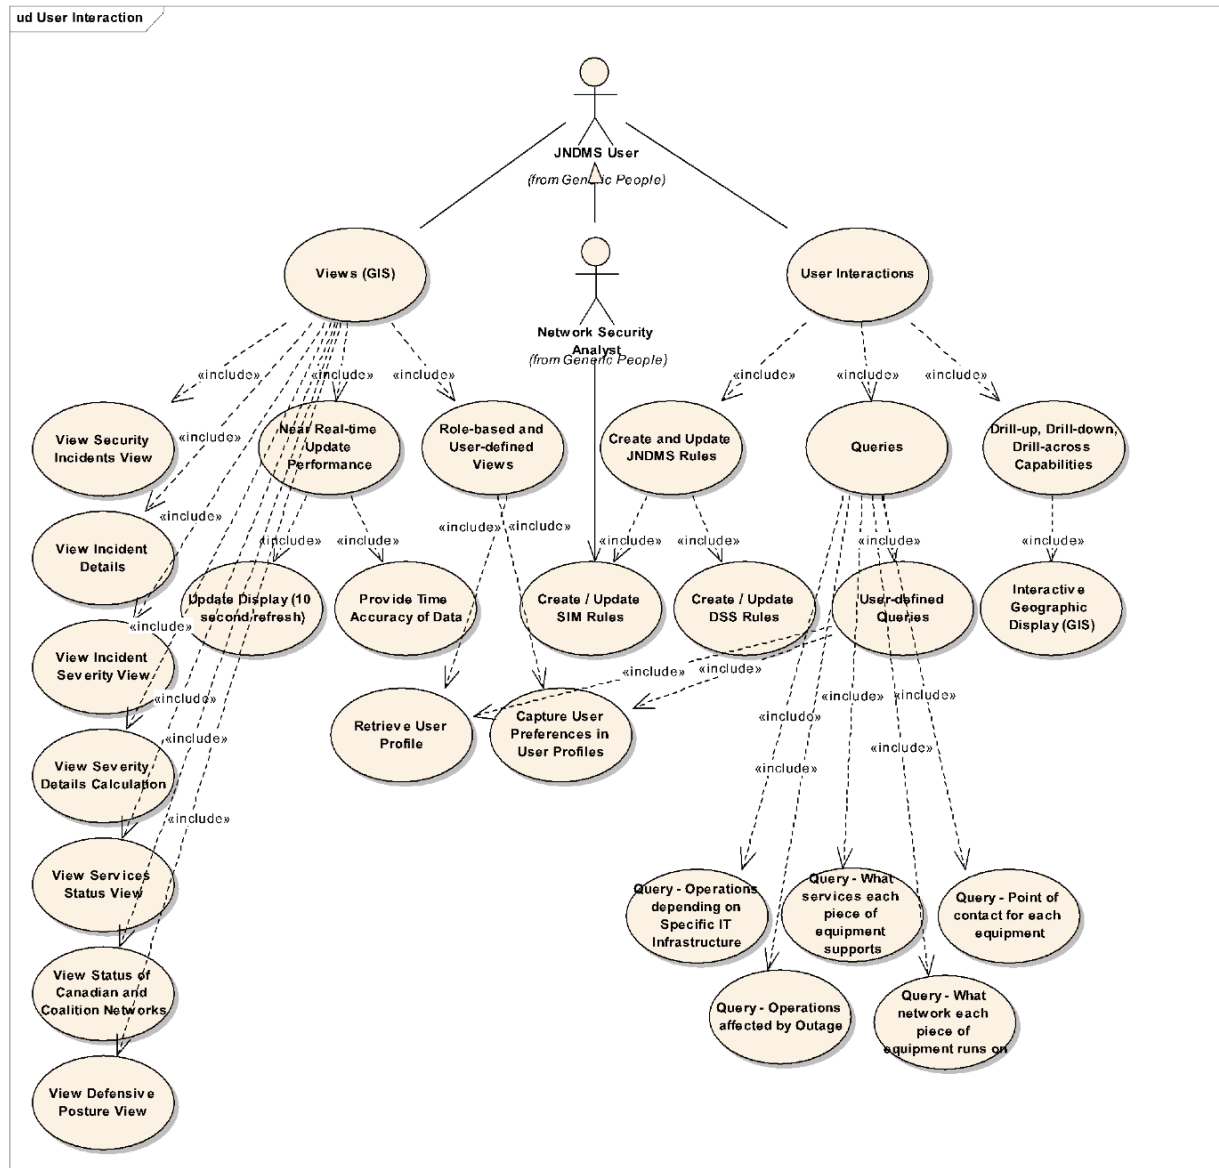 ud User Interaction
JNDMS User
(from Generic People)
Views (GIS)
User Interactions
Network Security
Analyst
(from Generic People)
«include»
«include»
«include»
«include»
«include»
«include»
View Security
Incidents View
«include»
Near Real-time
Update
Performance
Role-based and
User-defined
Views
Create and Update
JNDMS Rules
Queries
Drill-up, Drill-down,
Drill-across
Capabilities
«include»
«include»
«include»
«include»
«include»
«include»
«include»
«include»
«include»
«include»
View Incident
Details
Update Display (10
second refresh)
Provide Time
Accuracy of Data
Create / Update
SIM Rules
Create / Update
DSS Rules
User-defined
Queries
Interactive
Geographic
Display (GIS)
«include»
View Incident
Severity View
«include»
«include»
«include»
«include»
«include»
«include»
Retrieve User
Profile
Capture User
Preferences in
User Profiles
«include»
«include»
«include»
View Severity
Details Calculation
«include»
«include»
View Services
Status View
Query - Operations
depending on
Specific IT
Infrastructure
Query - What
services each
piece of
equipment
supports
Query - Point of
contact for each
equipment
View Status of
Canadian and
Coalition Networks
Query - Operations
affected by Outage
Query - What
network each
piece of
equipment runs on
View Defensive
Posture View